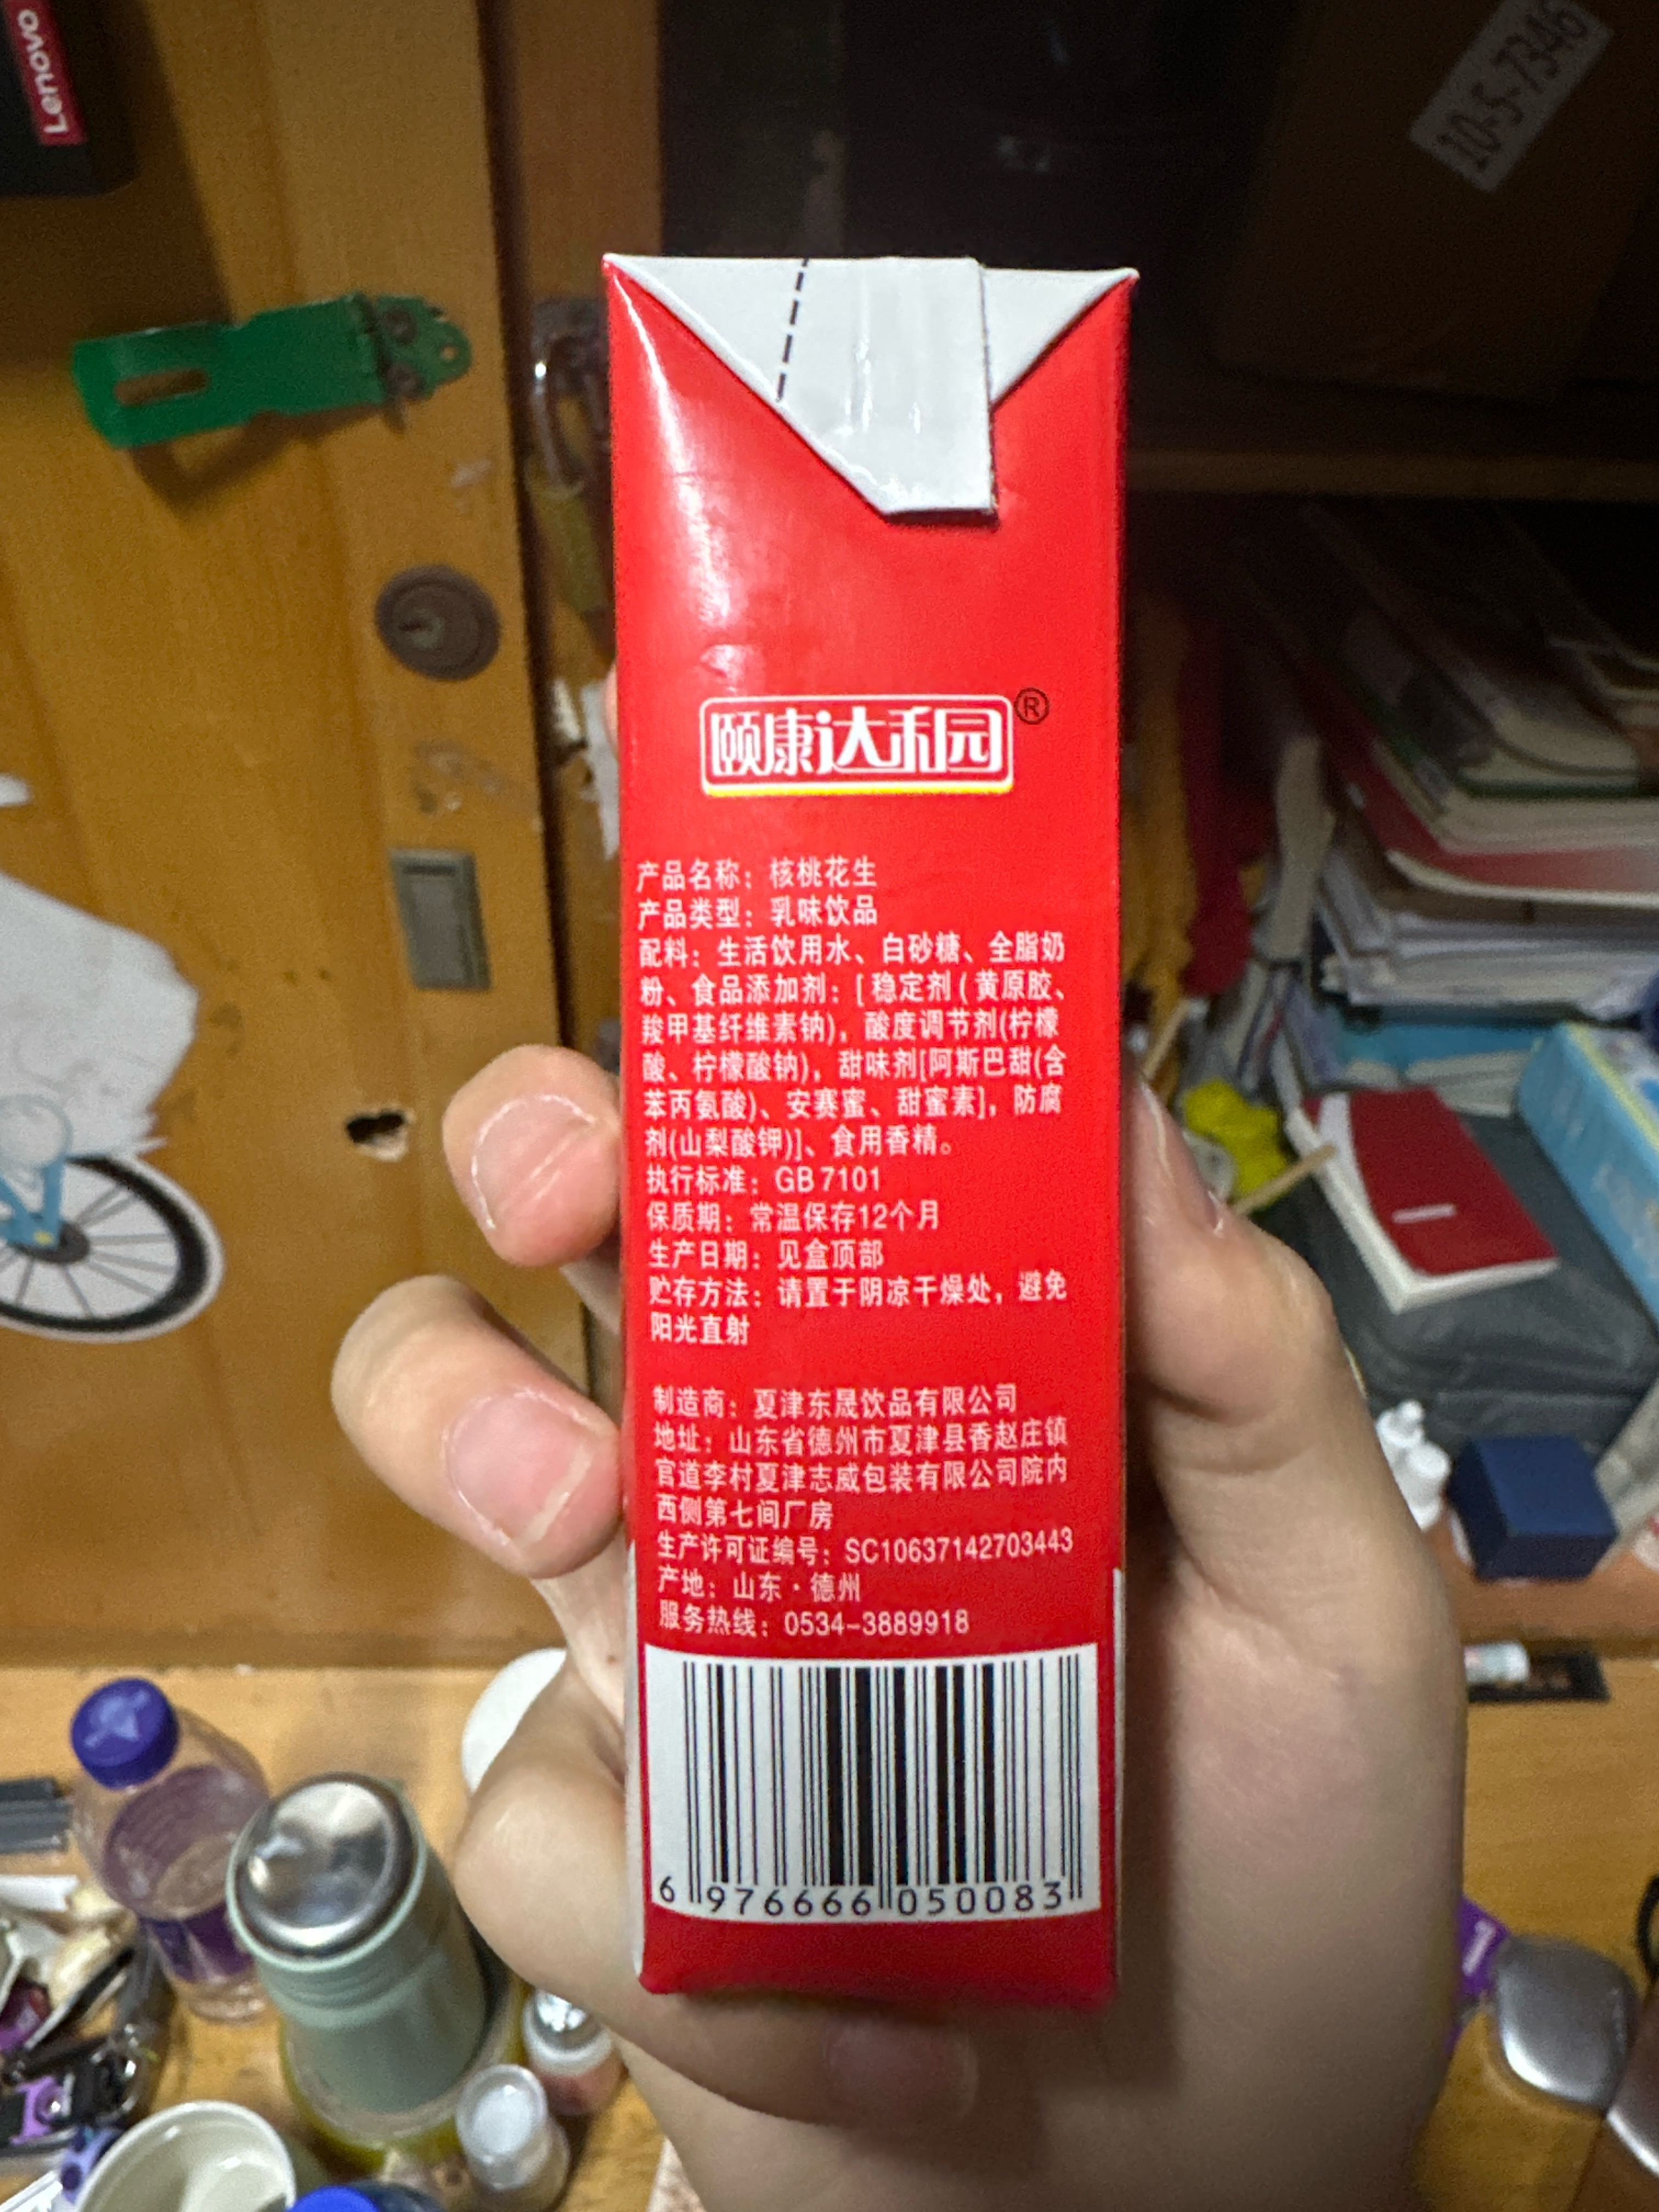 Lenovo
10-5-7346
颐康达利园®
产品名称：核桃花生
产品类型：乳味饮品
配料：生活饮用水、白砂糖、全脂奶
粉、食品添加剂：[ 稳定剂 ( 黄原胶、
羧甲基纤维素钠)，酸度调节剂(柠檬
酸、柠檬酸钠)，甜味剂[阿斯巴甜(含
苯丙氨酸)、安赛蜜、甜蜜素]，防腐
剂(山梨酸钾)]、食用香精。
执行标准：GB 7101
保质期：常温保存12个月
生产日期：见盒顶部
贮存方法：请置于阴凉干燥处，避免
阳光直射
制造商：夏津东晟饮品有限公司
地址：山东省德州市夏津县香赵庄镇
官道李村夏津志威包装有限公司院内
西侧第七间厂房
生产许可证编号：SC10637142703443
产地：山东·德州
服务热线：0534-3889918
6 976666 050083